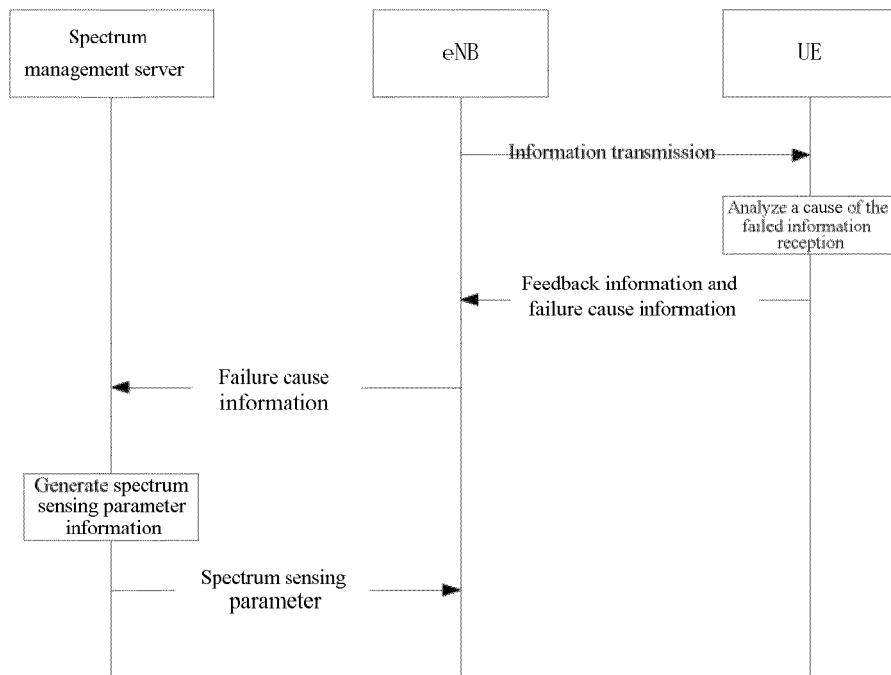 Spectrum
management server
eNB
UE
Information transmission
Analyze a cause of the
failed information
reception
Feedback information and
failure cause information
Failure cause
information
Generate spectrum
sensing parameter
information
Spectrum sensing
parameter